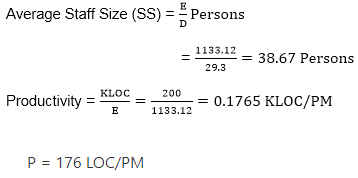 Average Staff Size (SS) = E/D Persons
= 1133.12/29.3 = 38.67 Persons
Productivity = KLOC/E = 200/1133.12 = 0.1765 KLOC/PM
P = 176 LOC/PM